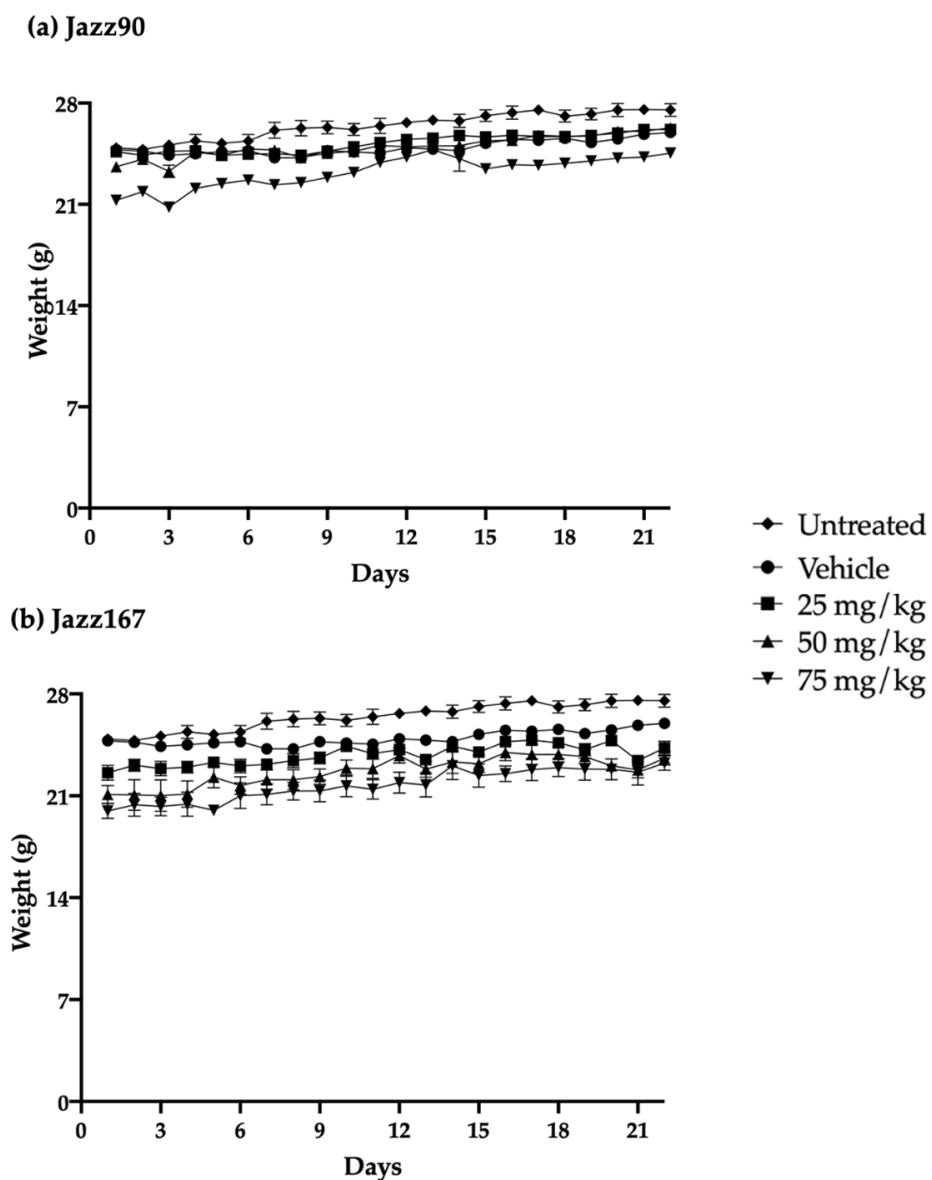 (a) Jazz90
28
21
14
7
0
Weight (g)
0 3 6 9 12 15 18 21
Days
Untreated
Vehicle
25 mg/kg
50 mg/kg
75 mg/kg
(b) Jazz167
28
21
14
7
0
Weight (g)
0 3 6 9 12 15 18 21
Days